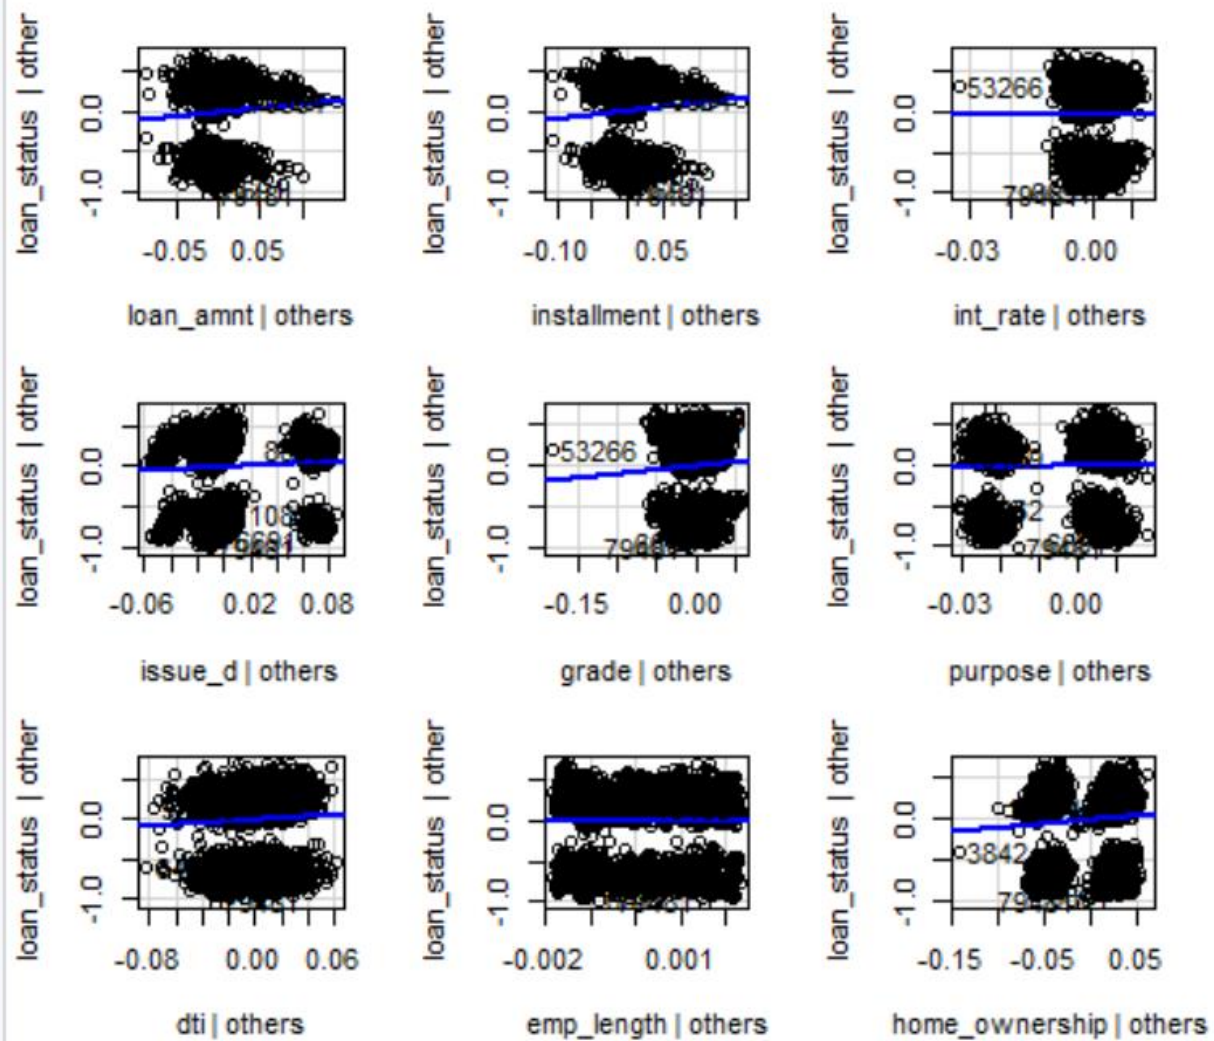 loan_status | other
0.0
-1.0
-0.05 0.05
loan_amnt | others
loan_status | other
0.0
-1.0
-0.10 0.05
installment | others
loan_status | other
0.0
-1.0
53266
-0.03 0.00
int_rate | others
loan_status | other
0.0
-1.0
-0.06 0.02 0.08
issue_d | others
loan_status | other
0.0
-1.0
53266
-0.15 0.00
grade | others
loan_status | other
0.0
-1.0
-0.03 0.00
purpose | others
loan_status | other
0.0
-1.0
-0.08 0.00 0.06
dti | others
loan_status | other
0.0
-1.0
-0.002 0.001
emp_length | others
loan_status | other
0.0
-1.0
3842
-0.15 -0.05 0.05
home_ownership | others